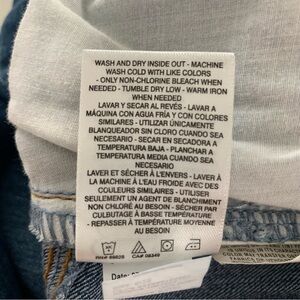 WASH AND DRY INSIDE OUT - MACHINE
WASH COLD WITH LIKE COLORS
- ONLY NON-CHLORINE BLEACH WHEN
NEEDED - TUMBLE DRY LOW - WARM IRON
WHEN NEEDED
LAVAR Y SECAR AL REVÉS - LAVAR A
MÁQUINA CON AGUA FRÍA Y CON COLORES
SIMILARES - UTILIZAR ÚNICAMENTE
BLANQUEADOR SIN CLORO CUANDO SEA
NECESARIO - SECAR EN SECADORA A
TEMPERATURA BAJA - PLANCHAR A
TEMPERATURA MEDIA CUANDO SEA
NECESARIO
LAVER ET SÉCHER À L'ENVERS - LAVER À
LA MACHINE À L'EAU FROIDE AVEC DES
COULEURS SIMILAIRES - UTILISER
SEULEMENT UN AGENT DE BLANCHIMENT
NON CHLORÉ AU BESOIN - SÉCHER PAR
CULBUTAGE À BASSE TEMPÉRATURE
- REPASSER À TEMPÉRATURE MOYENNE
AU BESOIN
CA# 08349
Date: